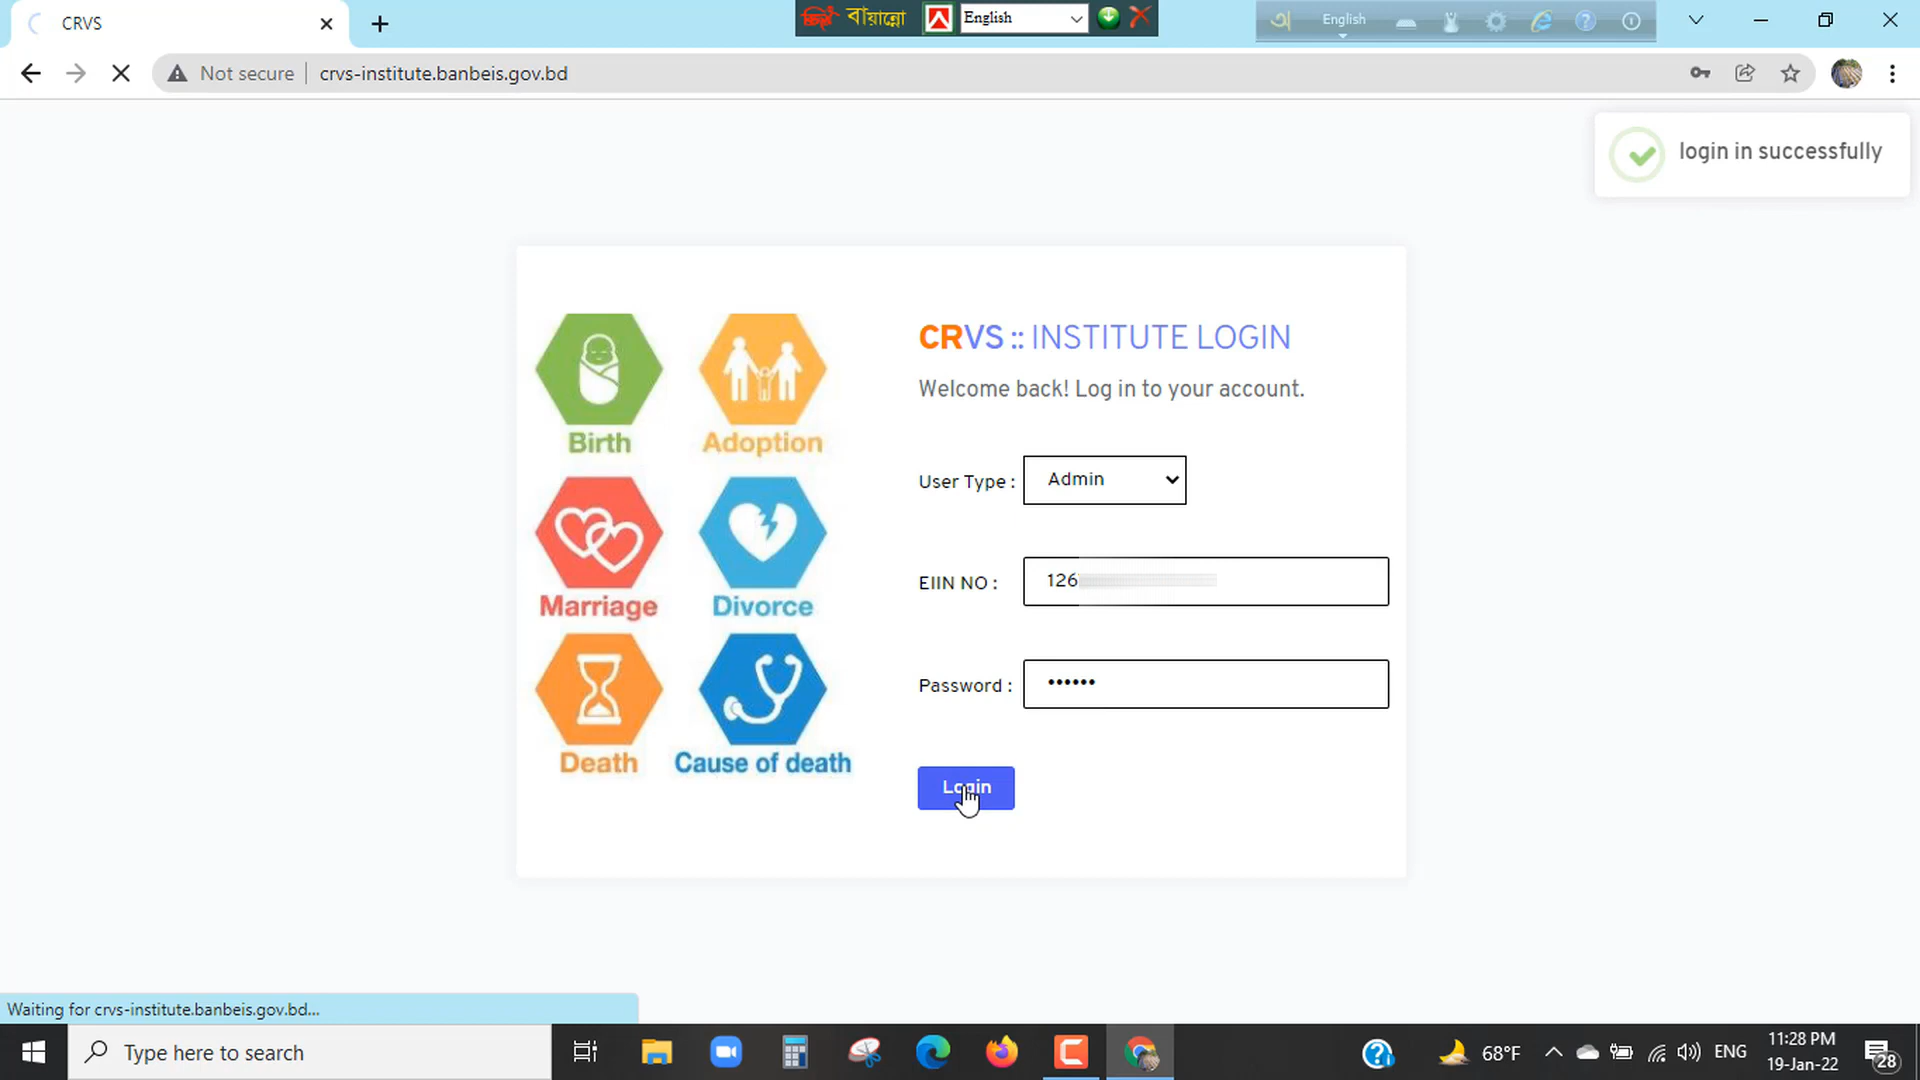 CRVS
বায়ান্নো
English
English
Not secure
crvs-institute.banbeis.gov.bd
login in successfully
Birth
Adoption
Marriage
Divorce
Death
Cause of death
CRVS :: INSTITUTE LOGIN
Welcome back! Log in to your account.
User Type :
Admin
EIIN NO :
126
Password :
••••••
Login
Waiting for crvs-institute.banbeis.gov.bd...
Type here to search
68°F
ENG
11:28 PM
19-Jan-22
28